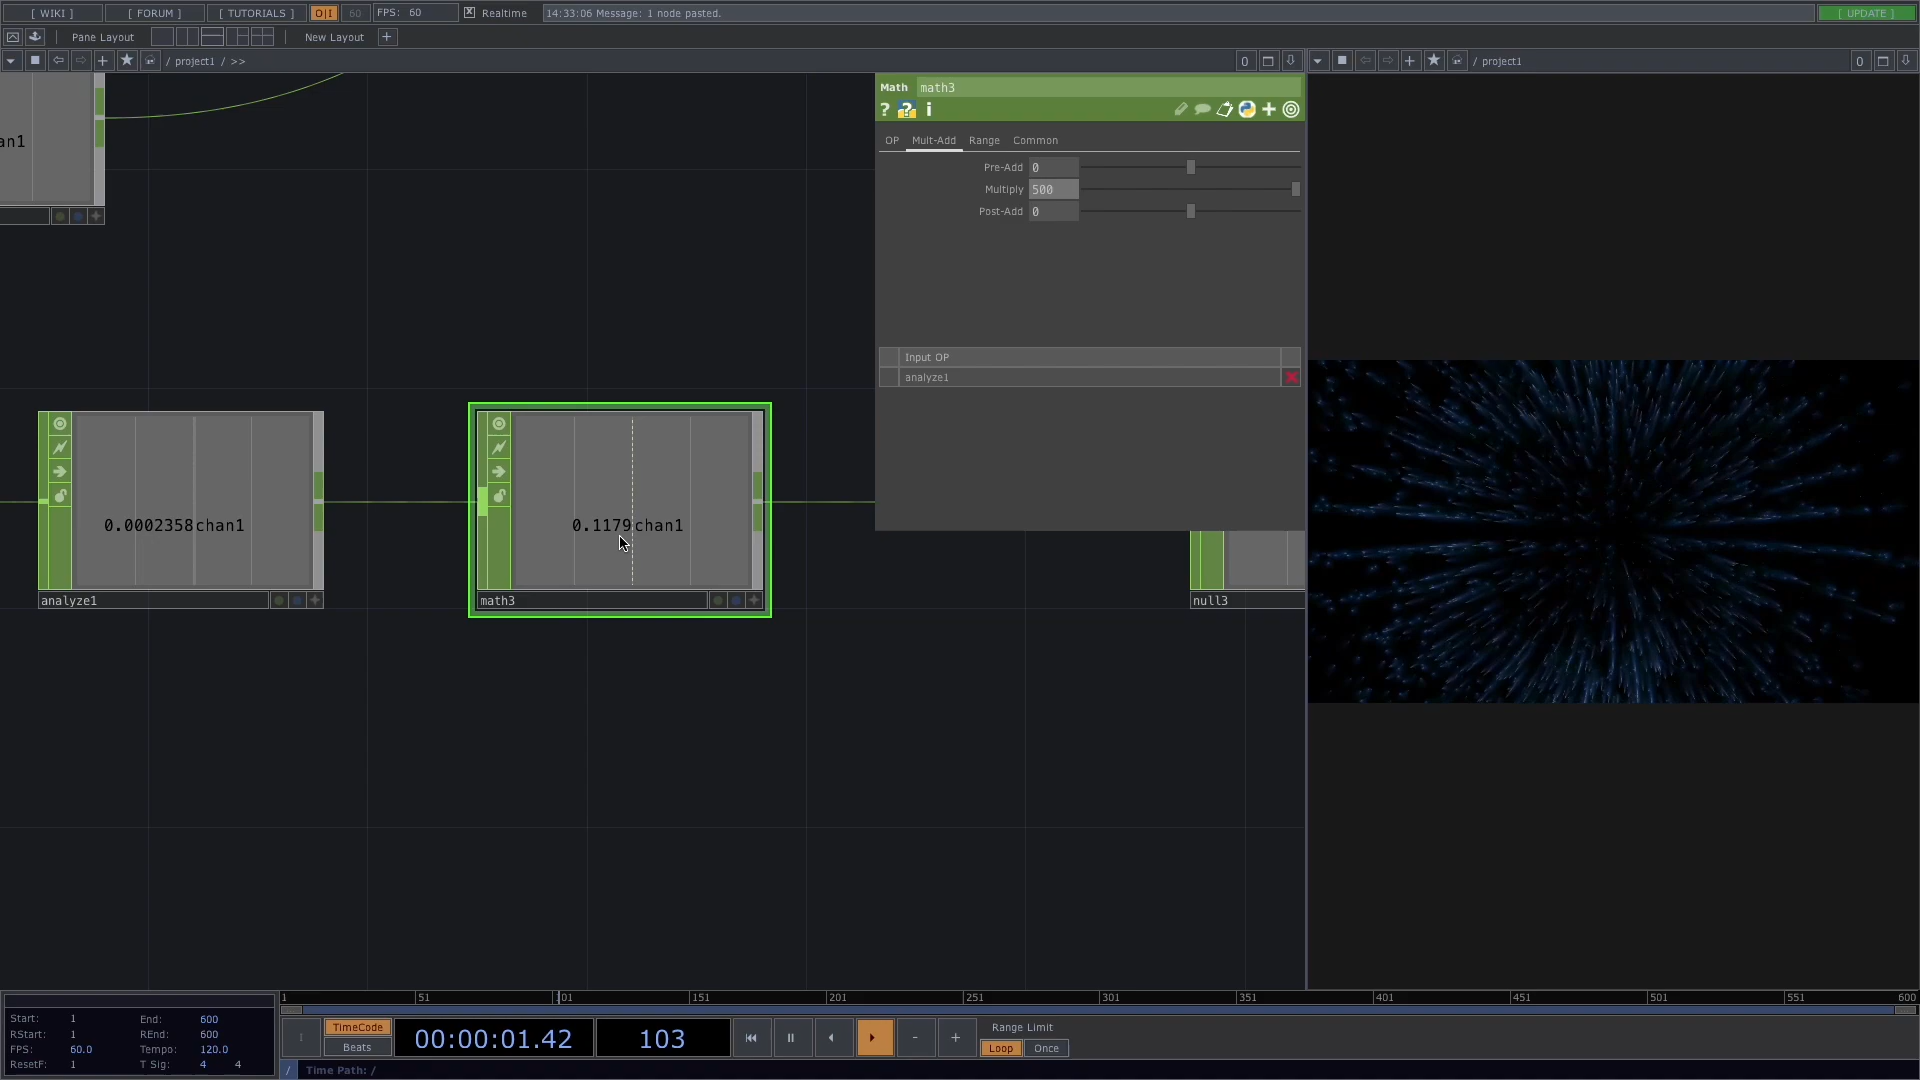 [ WIKI ] [ FORUM ] [ TUTORIALS ] O|I 60 FPS: 60 Realtime 14:33:06 Message: 1 node pasted. [ UPDATE ]
Pane Layout New Layout +
/ project1 / >> 0 / project1 0
Math math3
? ? i
OP Mult-Add Range Common
an1
Pre-Add 0
Multiply 500
Post-Add 0
Input OP
analyze1
0.0002358 chan1
0.1179 chan1
analyze1
math3
null3
1 51 101 151 201 251 301 351 401 451 501 551 600
Start: 1 End: 600
RStart: 1 REnd: 600
FPS: 60.0 Tempo: 120.0
ResetF: 1 T Sig: 4 4
TimeCode
Beats
00:00:01.42
103
- +
Range Limit
Loop Once
/ Time Path: /